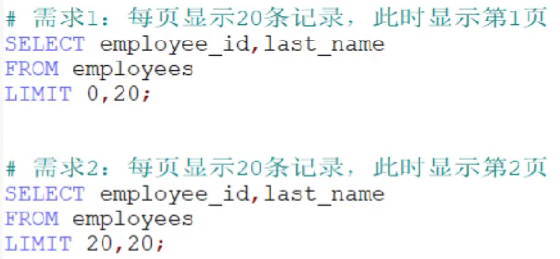 # 需求1：每页显示20条记录，此时显示第1页
SELECT employee_id,last_name
FROM employees
LIMIT 0,20;
# 需求2：每页显示20条记录，此时显示第2页
SELECT employee_id,last_name
FROM employees
LIMIT 20,20;